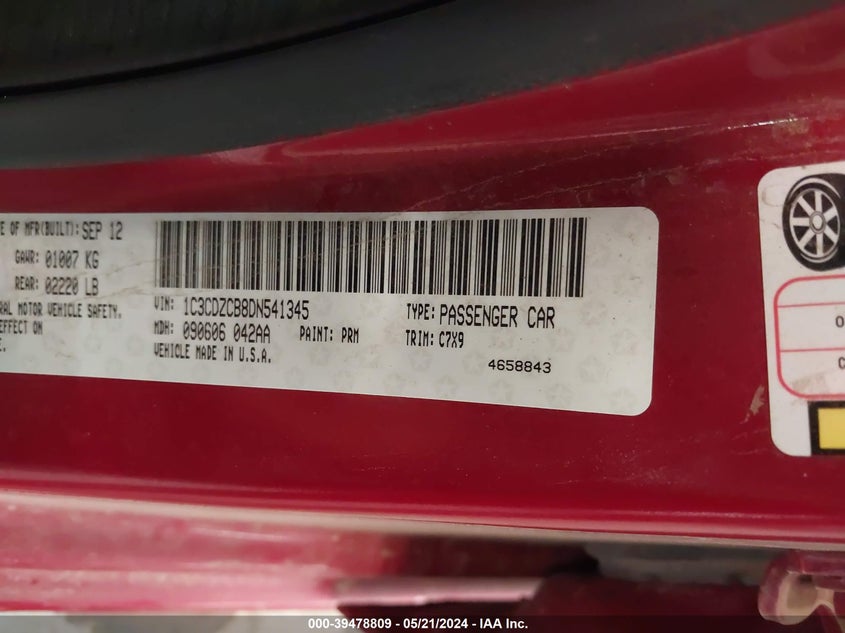 E OF MFR(BUILT): SEP 12
GAWR: 01007 KG
REAR: 02220 LB
RAL MOTOR VEHICLE SAFETY.
EFFECT ON
E.
VIN: 1C3CDZCB8DN541345 TYPE: PASSENGER CAR
MDH: 090606 042AA PAINT: PRM TRIM: C7X9
VEHICLE MADE IN U.S.A.
4658843
000-39478809 - 05/21/2024 - IAA Inc.